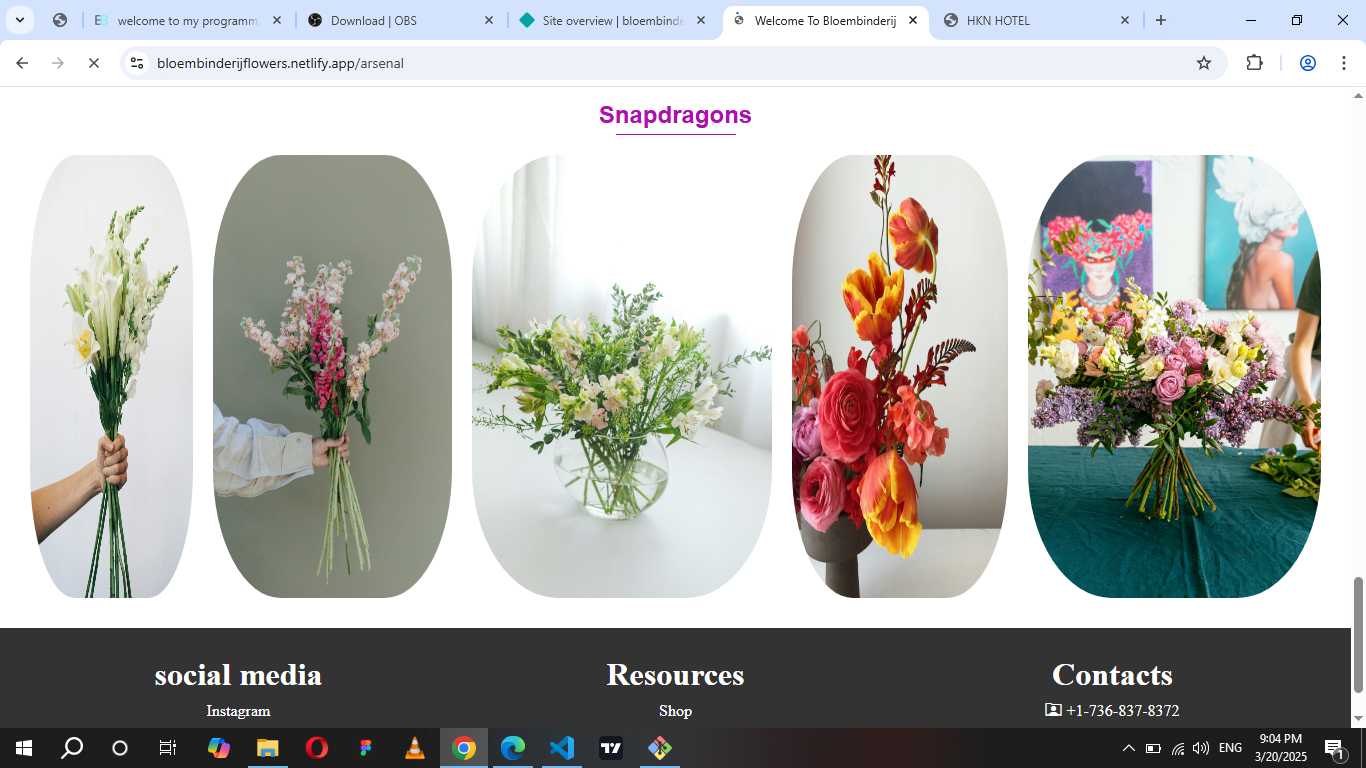 welcome to my programmi
Download | OBS
Site overview | bloembinde
Welcome To Bloembinderij
HKN HOTEL
bloembinderijflowers.netlify.app/arsenal
Snapdragons
social media
Resources
Contacts
Instagram
Shop
+1-736-837-8372
ENG
9:04 PM
3/20/2025
1